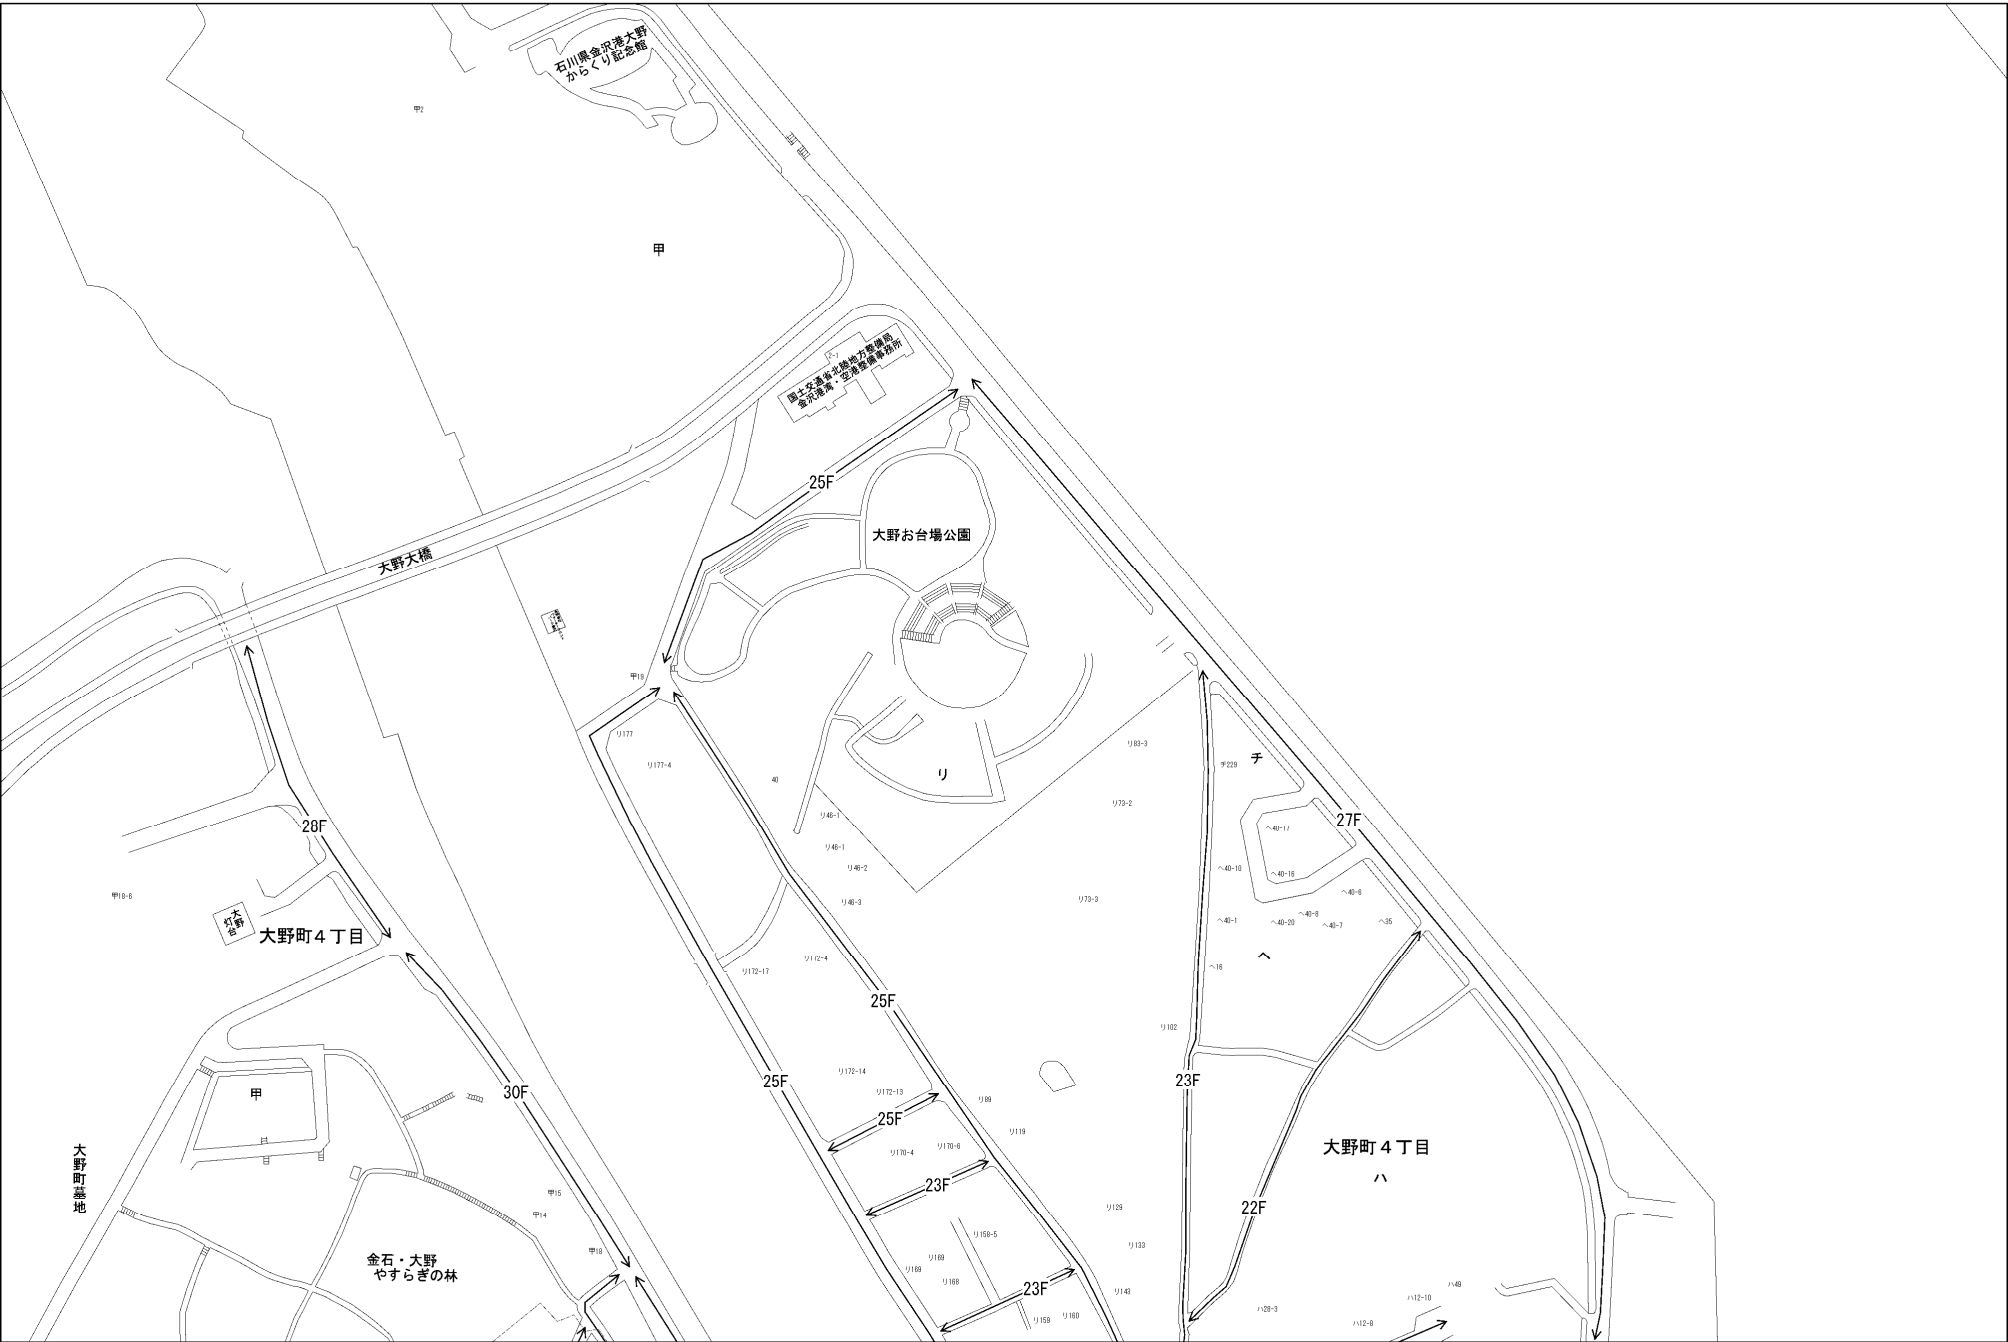 石川県金沢港大野
からくり記念館
甲2
甲
2-1
国土交通省北陸地方整備局
金沢港湾・空港整備事務所
25F
大野お台場公園
大野大橋
甲19
リ177
リ177-4
40
リ
リ83-3
チ
チ229
リ73-2
リ46-1
27F
28F
ヘ40-17
リ46-1
リ46-2
ヘ40-10
ヘ40-16
甲18-6
リ46-3
リ73-3
ヘ40-6
ヘ40-8
ヘ40-1
ヘ40-20
ヘ40-7
ヘ35
大野
灯台
大野町4丁目
リ172-4
ヘ
リ172-17
ヘ16
25F
リ102
リ172-14
25F
23F
甲
30F
リ172-13
リ89
25F
リ119
リ170-4
リ170-6
大野町4丁目
大野町墓地
ハ
23F
甲15
甲14
リ129
22F
リ158-5
リ133
甲18
リ169
金石・大野
やすらぎの林
リ169
リ168
23F
リ143
ハ49
ハ12-10
ハ28-3
リ159
リ160
ハ12-8